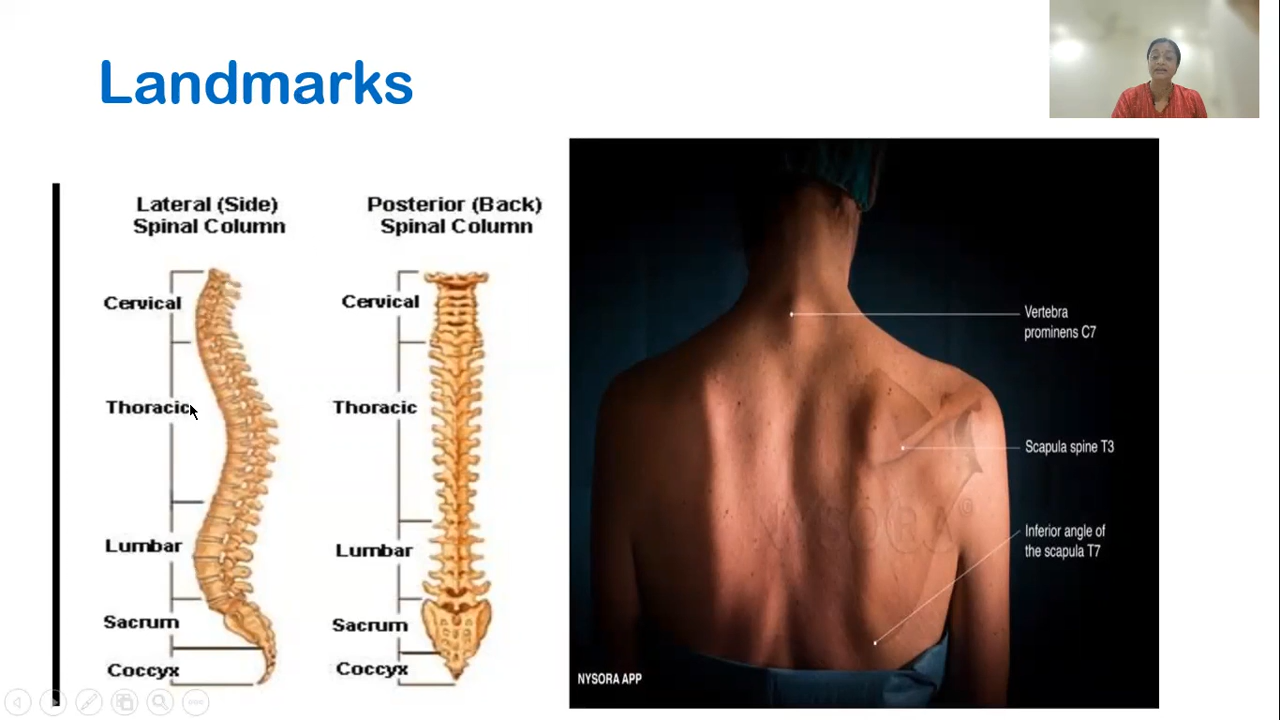 Landmarks
Lateral (Side)
Spinal Column
Cervical
Thoracic
Lumbar
Sacrum
Coccyx
Posterior (Back)
Spinal Column
Cervical
Thoracic
Lumbar
Sacrum
Coccyx
Vertebra
prominens C7
Scapula spine T3
Inferior angle of
the scapula T7
NYSORA©
NYSORA APP